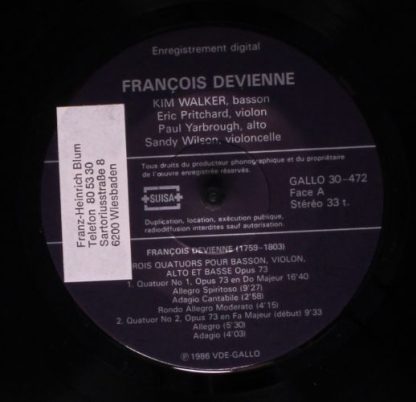 Enregistrement digital
FRANÇOIS DEVIENNE
KIM WALKER, basson
Eric Pritchard, violon
Paul Yarbrough, alto
Sandy Wilson, violoncelle
Tous droits du producteur phonographique et du propriétaire
de l'œuvre enregistrée réservés.
SUISA
GALLO 30-472
Face A
Stéréo 33 t.
Duplication, location, exécution publique,
radiodiffusion interdites sauf autorisation.
FRANÇOIS DEVIENNE (1759-1803)
ROIS QUATUORS POUR BASSON, VIOLON,
ALTO ET BASSE Opus 73
1. Quatuor No 1, Opus 73 en Do Majeur 16'40
Allegro Spiritoso (9'27)
Adagio Cantabile (2'58)
Rondo Allegro Moderato (4'15)
2. Quatuor No 2, Opus 73 en Fa Majeur (début) 9'33
Allegro (5'30)
Adagio (4'03)
℗ 1986 VDE-GALLO
Franz-Heinrich Blum
Telefon 80 53 30
Sartoriusstraße 8
6200 Wiesbaden